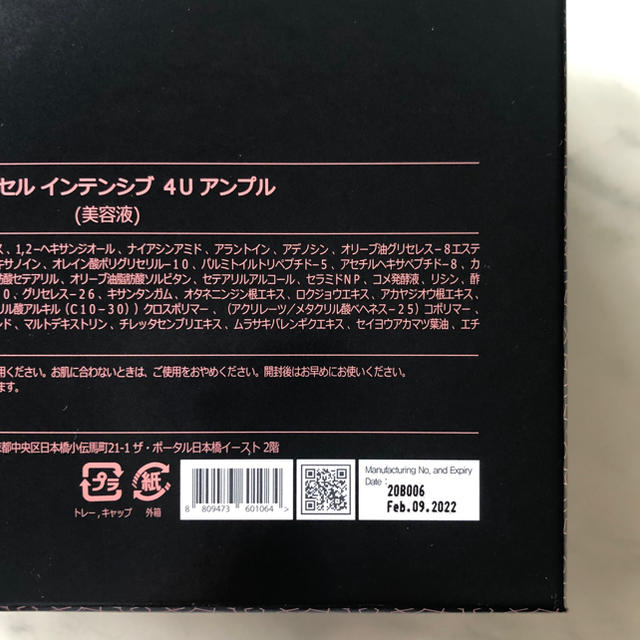 セル インテンシブ 4U アンプル
(美容液)
ス、1,2-ヘキサンジオール、ナイアシンアミド、アラントイン、アデノシン、オリーブ油グリセレス-8エステ
キサノイン、オレイン酸ポリグリセリル-10、パルミトイルトリペプチド-5、アセチルヘキサペプチド-8、カ
肪酸セテアリル、オリーブ油脂肪酸ソルビタン、セテアリルアルコール、セラミドNP、コメ発酵液、リシン、酢
0、グリセレス-26、キサンタンガム、オタネニンジン根エキス、ロクジョウエキス、アカヤジオウ根エキス、
リル酸アルキル(C10-30))クロスポリマー、(アクリレーツ/メタクリル酸ベヘネス-25)コポリマー、
ンド、マルトデキストリン、チレッタセンブリエキス、ムラサキバレンギクエキス、セイヨウアカマツ葉油、エチ
用ください。お肌に合わないときは、ご使用をおやめください。開封後はお早めにお使いください。
ます。
京都中央区日本橋小伝馬町21-1 ザ・ポータル日本橋イースト 2階
プラ
紙
トレー,キャップ
外箱
8 809473 601064 >
Manufacturing No, and Expiry
Date :
20B006
Feb.09.2022